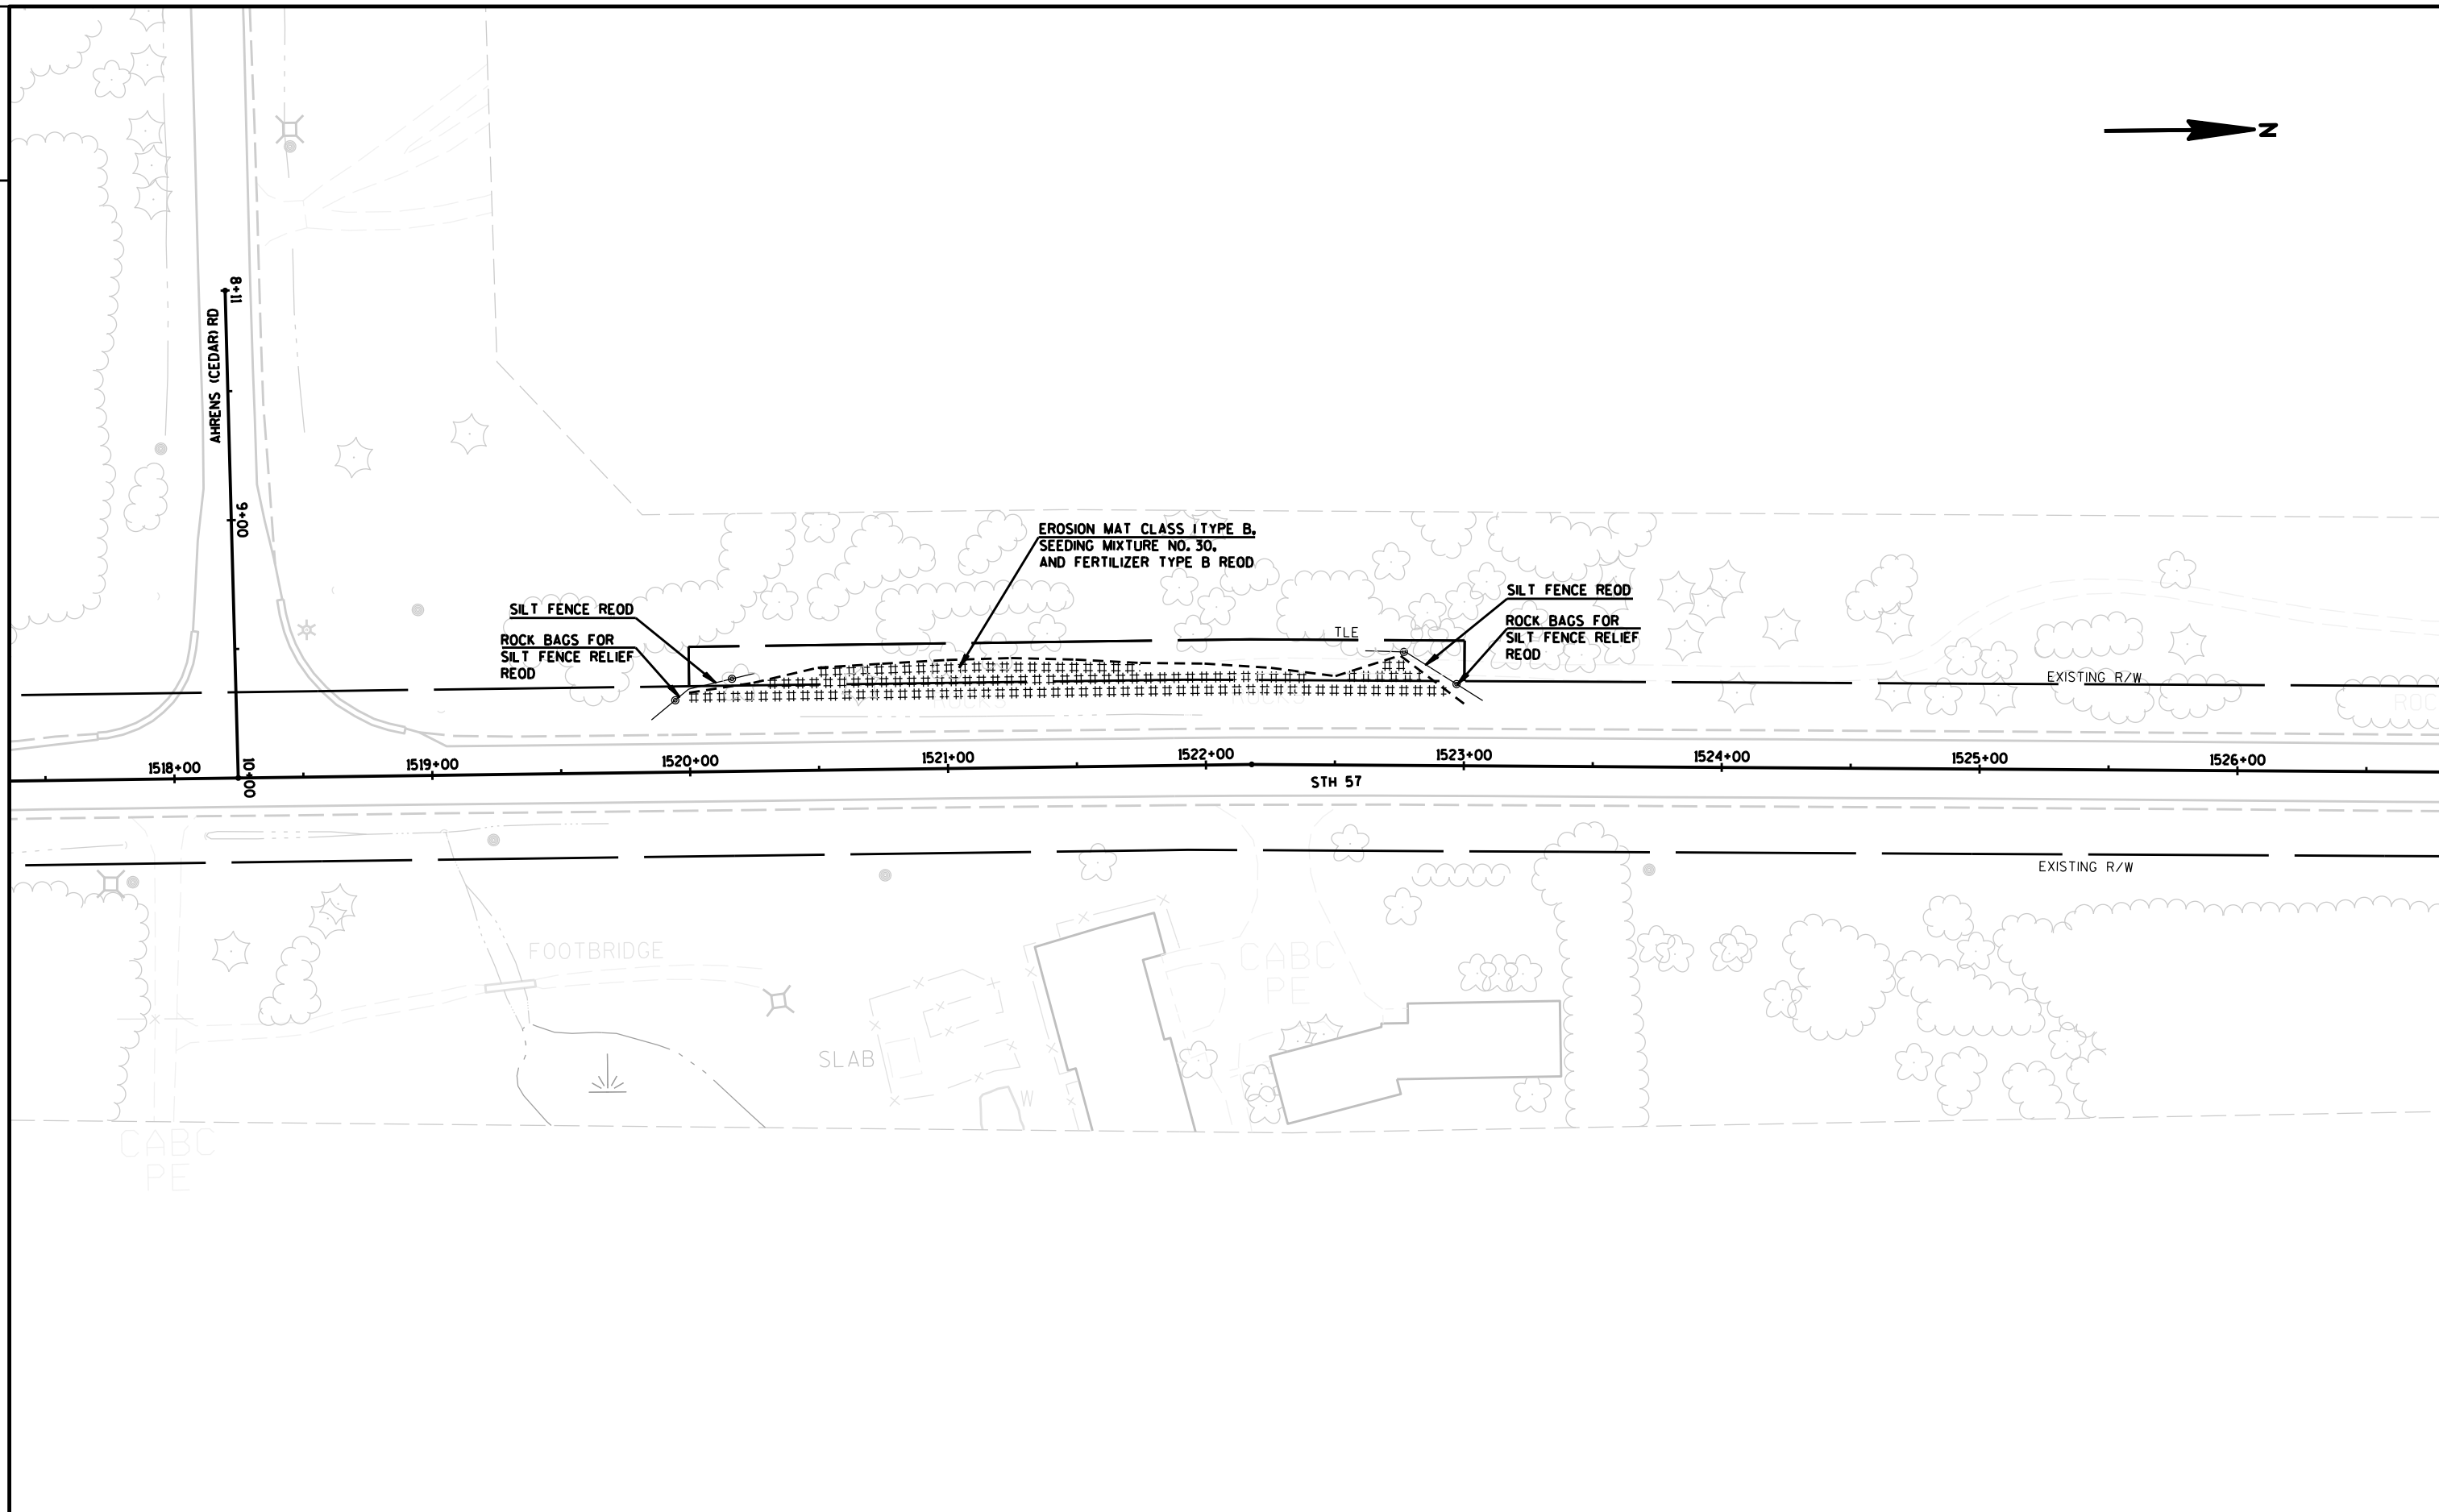 N
8+11
AHRENS (CEDAR) RD
9+00
EROSION MAT CLASS I TYPE B,
SEEDING MIXTURE NO. 30,
AND FERTILIZER TYPE B REQD
SILT FENCE REQD
ROCK BAGS FOR
SILT FENCE RELIEF
REQD
SILT FENCE REQD
ROCK BAGS FOR
SILT FENCE RELIEF
REQD
TLE
EXISTING R/W
ROCKS
ROCKS
ROC
1518+00
1519+00
1520+00
1521+00
1522+00
1523+00
1524+00
1525+00
1526+00
10+00
STH 57
EXISTING R/W
FOOTBRIDGE
CABC
PE
SLAB
W
CABC
PE